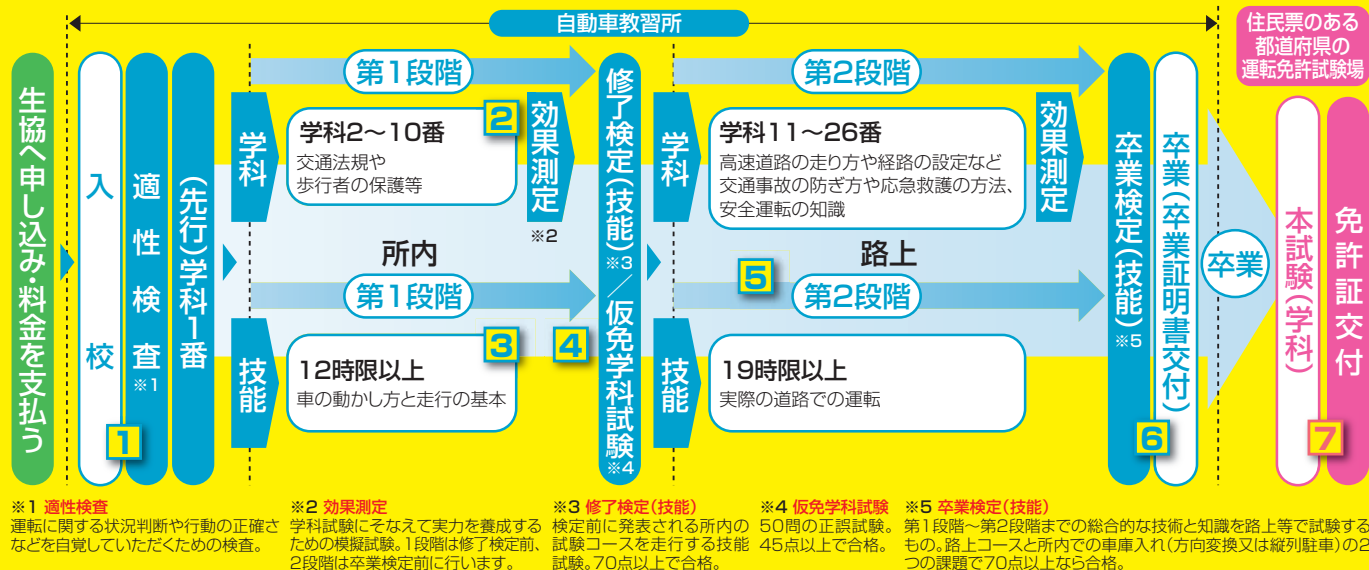 自動車教習所
住民票のある
都道府県の
運転免許試験場
生協へ申し込み・料金を支払う
入校
1
適性検査※1
(先行)学科1番
学科
第1段階
学科2〜10番
2
交通法規や
歩行者の保護等
効果測定
※2
所内
第1段階
技能
12時限以上
3
車の動かし方と走行の基本
4
修了検定(技能)※3/仮免学科試験※4
学科
第2段階
学科11〜26番
高速道路の走り方や経路の設定など
交通事故の防ぎ方や応急救護の方法、
安全運転の知識
効果測定
路上
5
第2段階
技能
19時限以上
実際の道路での運転
卒業検定(技能)※5
卒業(卒業証明書交付)
6
卒業
本試験(学科)
免許証交付
7
※1 適性検査
運転に関する状況判断や行動の正確さ
などを自覚していただくための検査。
※2 効果測定
学科試験にそなえて実力を養成する
ための模擬試験。1段階は修了検定前、
2段階は卒業検定前に行います。
※3 修了検定(技能)
検定前に発表される所内の
試験コースを走行する技能
試験。70点以上で合格。
※4 仮免学科試験
50問の正誤試験。
45点以上で合格。
※5 卒業検定(技能)
第1段階〜第2段階までの総合的な技術と知識を路上等で試験する
もの。路上コースと所内での車庫入れ(方向変換又は縦列駐車)の2
つの課題で70点以上なら合格。